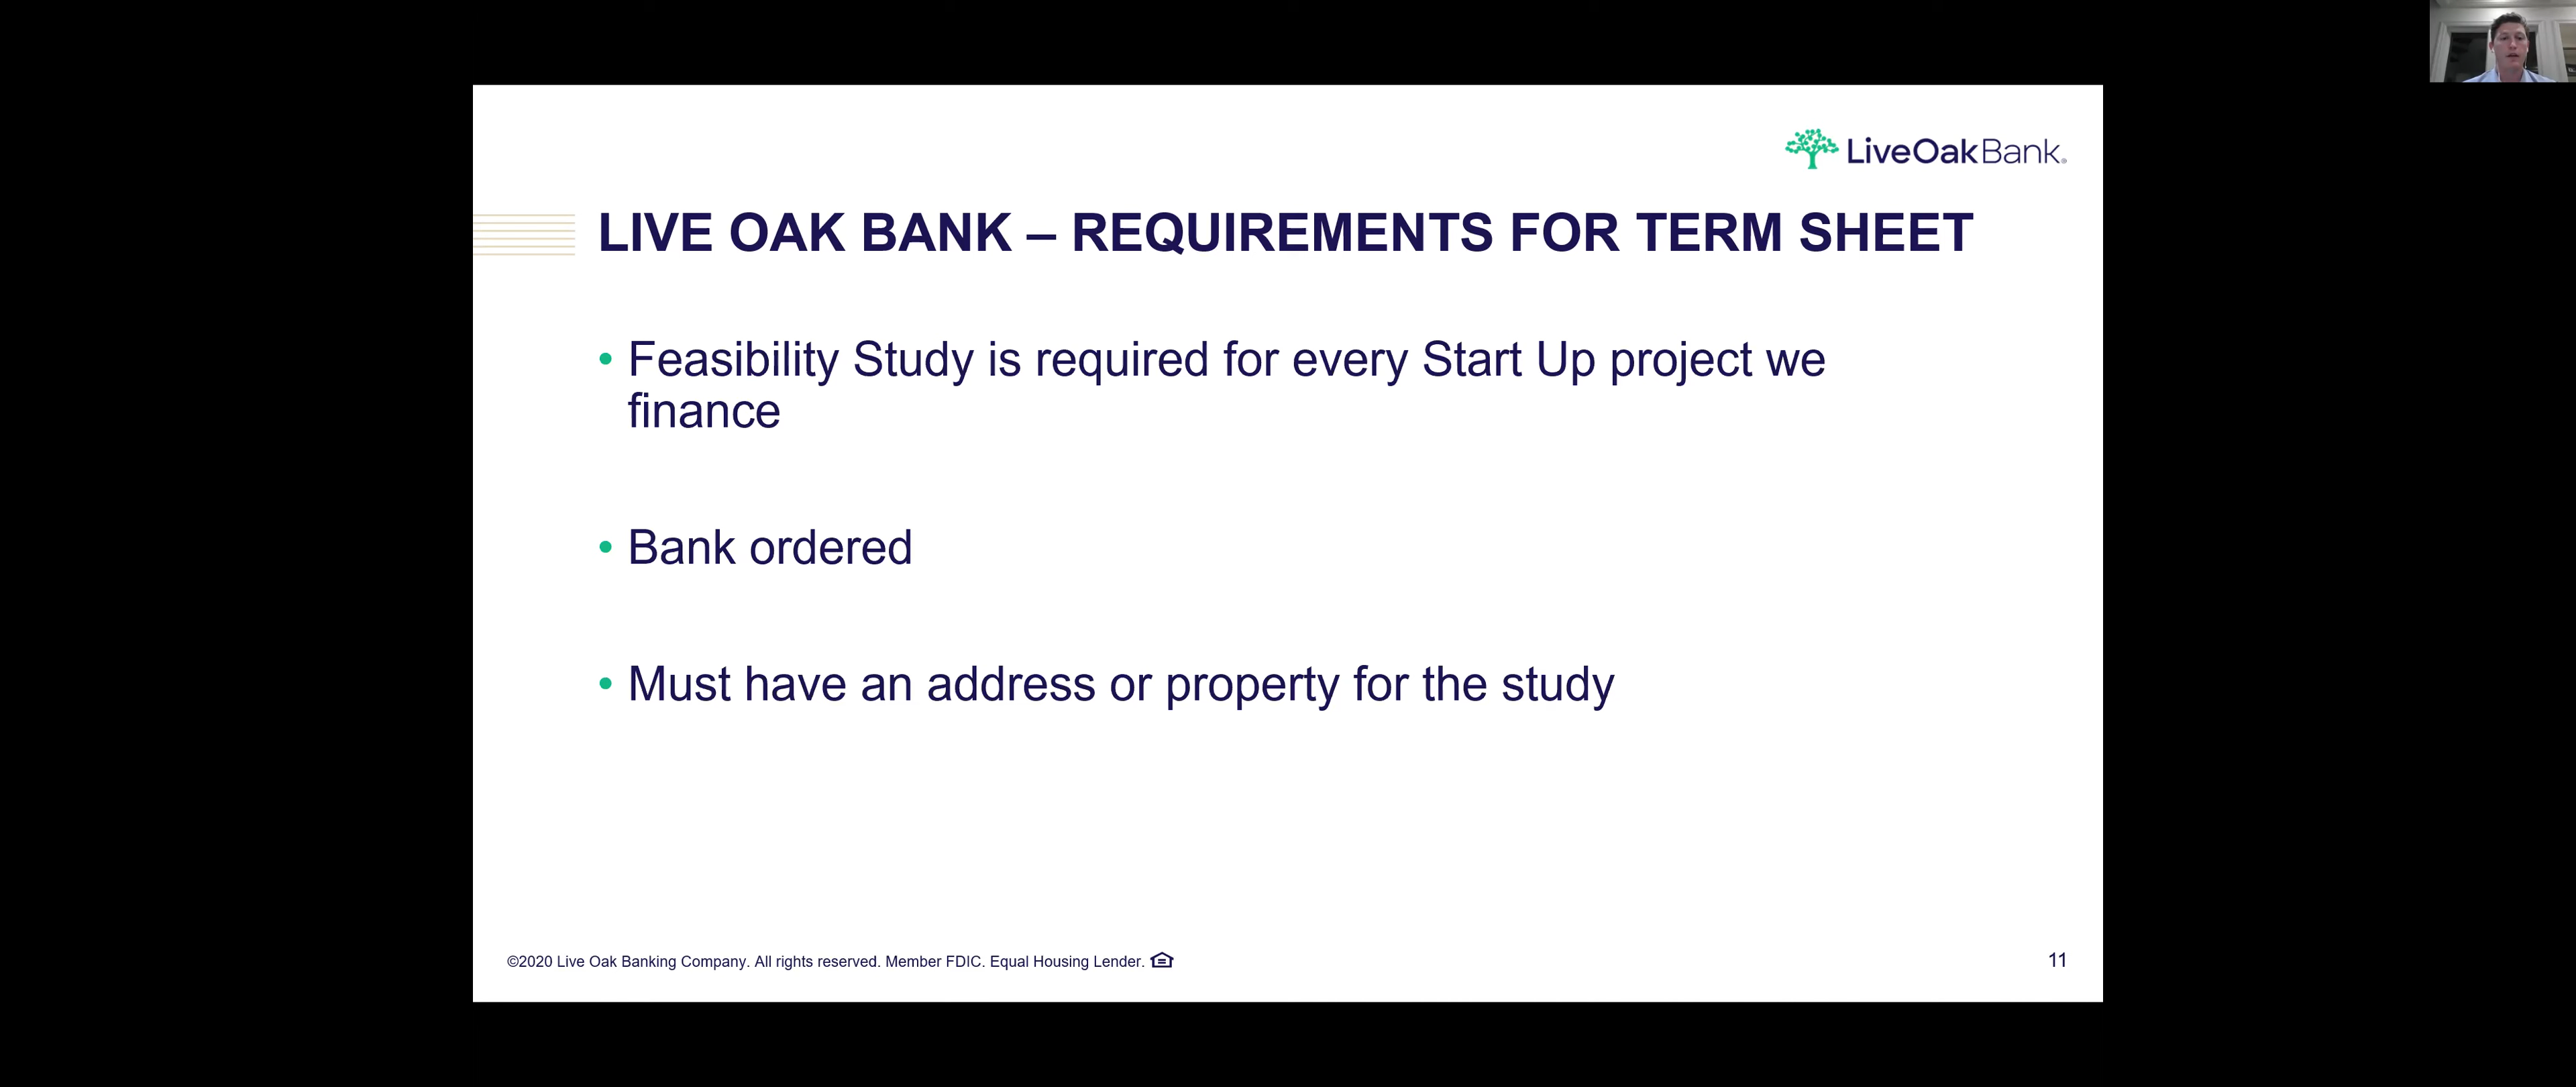 LiveOakBank®
LIVE OAK BANK – REQUIREMENTS FOR TERM SHEET
• Feasibility Study is required for every Start Up project we
finance
• Bank ordered
• Must have an address or property for the study
©2020 Live Oak Banking Company. All rights reserved. Member FDIC. Equal Housing Lender.
11